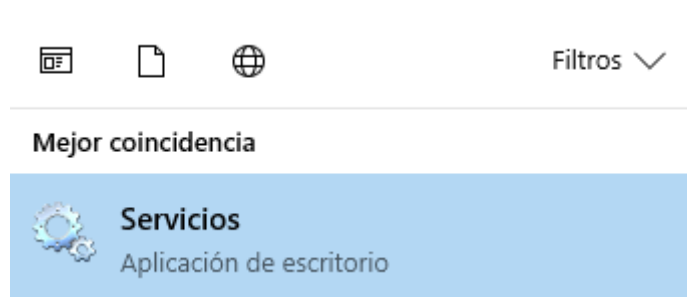 Filtros
Mejor coincidencia
Servicios
Aplicación de escritorio